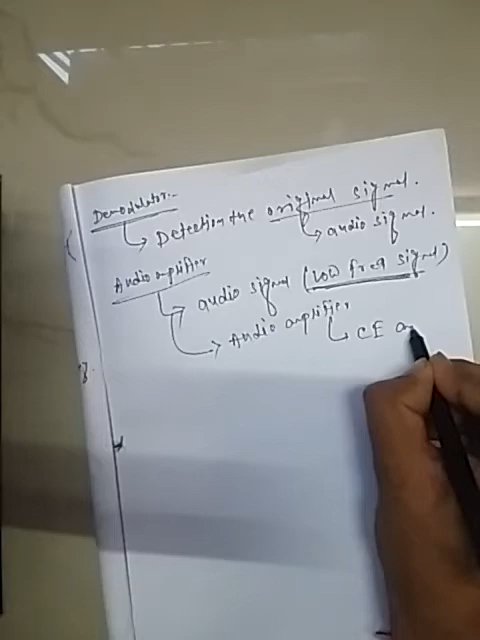 Demodulator:-
↳ Detection the original signal.
↳ audio signal.
Audio amplifier
→ audio signal (low freq signal)
→ Audio amplifier
↳ CE